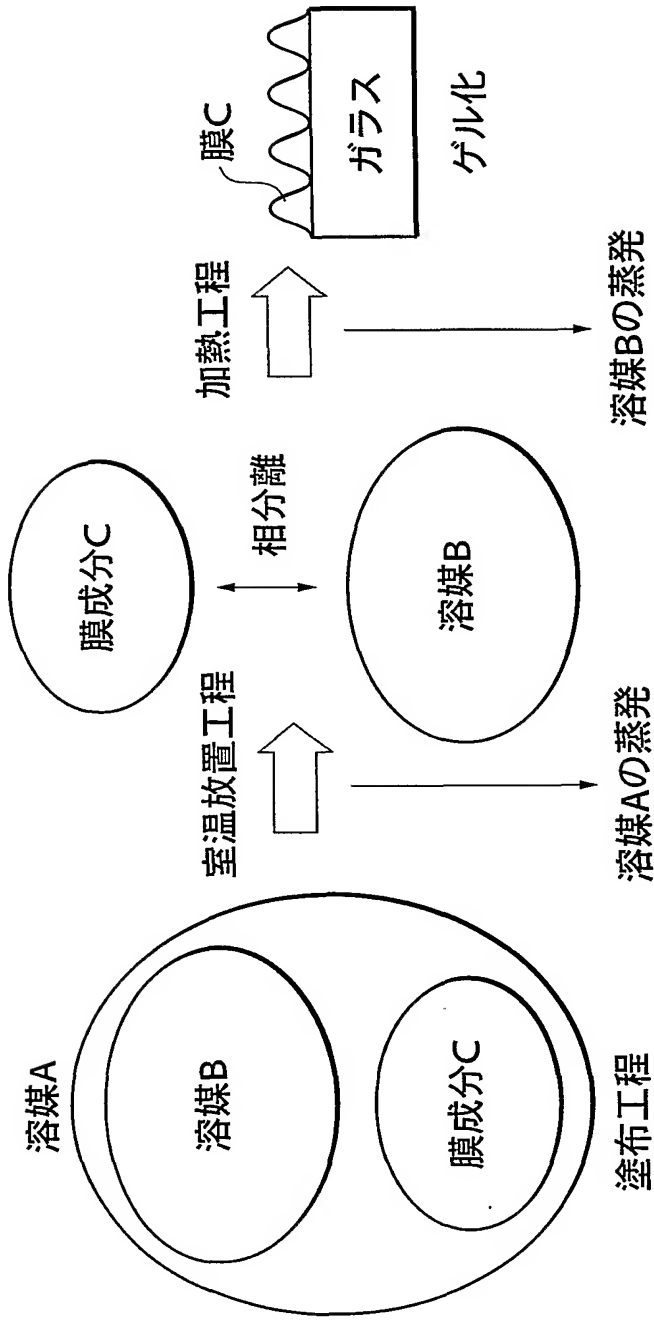 溶媒A
溶媒B
膜成分C
塗布工程
室温放置工程
溶媒Aの蒸発
膜成分C
相分離
溶媒B
加熱工程
溶媒Bの蒸発
膜C
ガラス
ゲル化